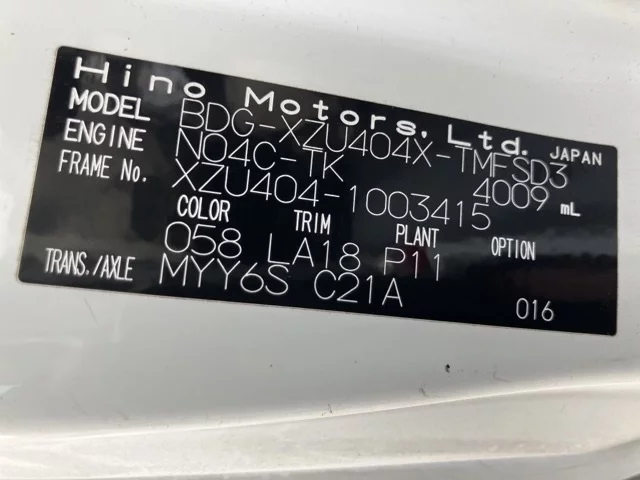 Hino Motors, Ltd. JAPAN
MODEL BDG-XZU404X-TMFSD3
ENGINE N04C-TK 4009 mL
FRAME No. XZU404-1003415
COLOR TRIM PLANT OPTION
058 LA18 P11
TRANS./AXLE MYY6S C21A 016